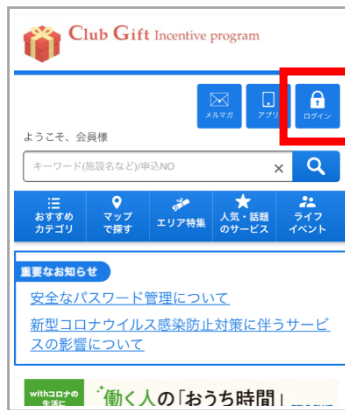 Club Gift Incentive program
メルマガ
アプリ
ログイン
ようこそ、会員様
キーワード(施設名など)/申込NO
×
おすすめ
カテゴリ
マップ
で探す
エリア特集
人気・話題
のサービス
ライフ
イベント
重要なお知らせ
安全なパスワード管理について
新型コロナウイルス感染防止対策に伴うサービ
スの影響について
withコロナの
生活に
働く人の「おうち時間」